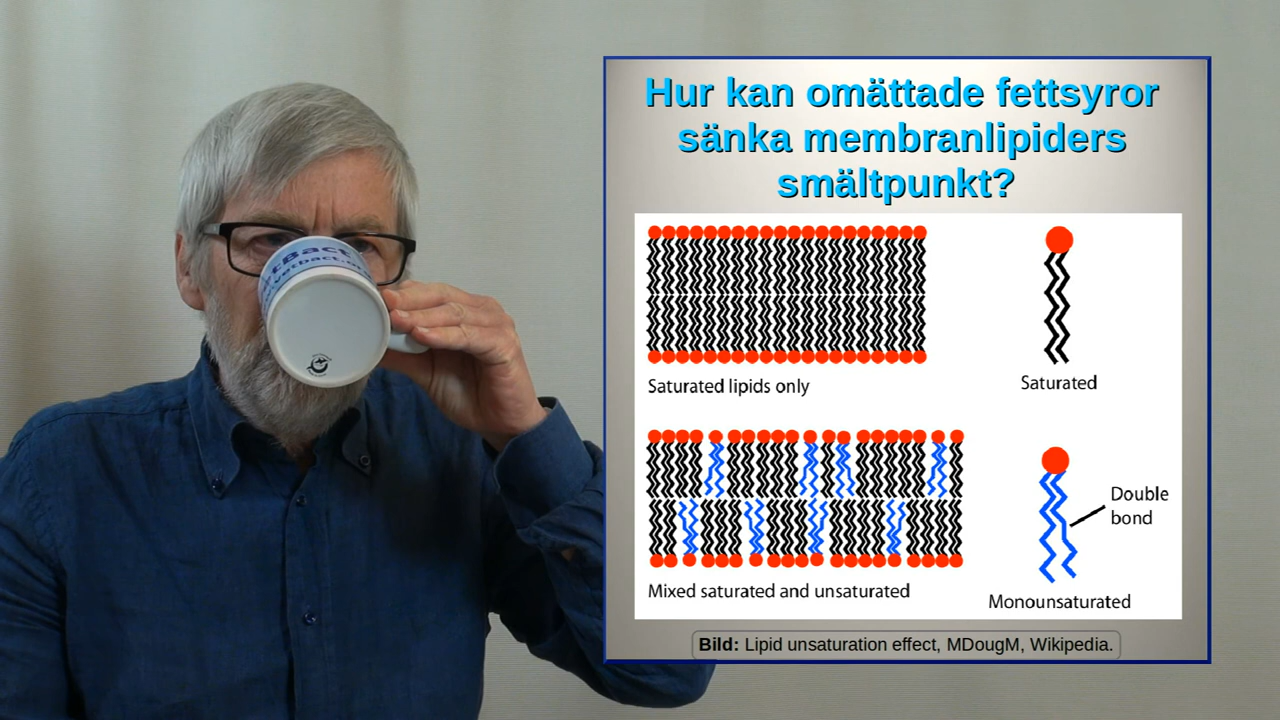 Hur kan omättade fettsyror
sänka membranlipiders
smältpunkt?
Saturated lipids only
Saturated
Double
bond
Mixed saturated and unsaturated
Monounsaturated
Bild: Lipid unsaturation effect, MDougM, Wikipedia.